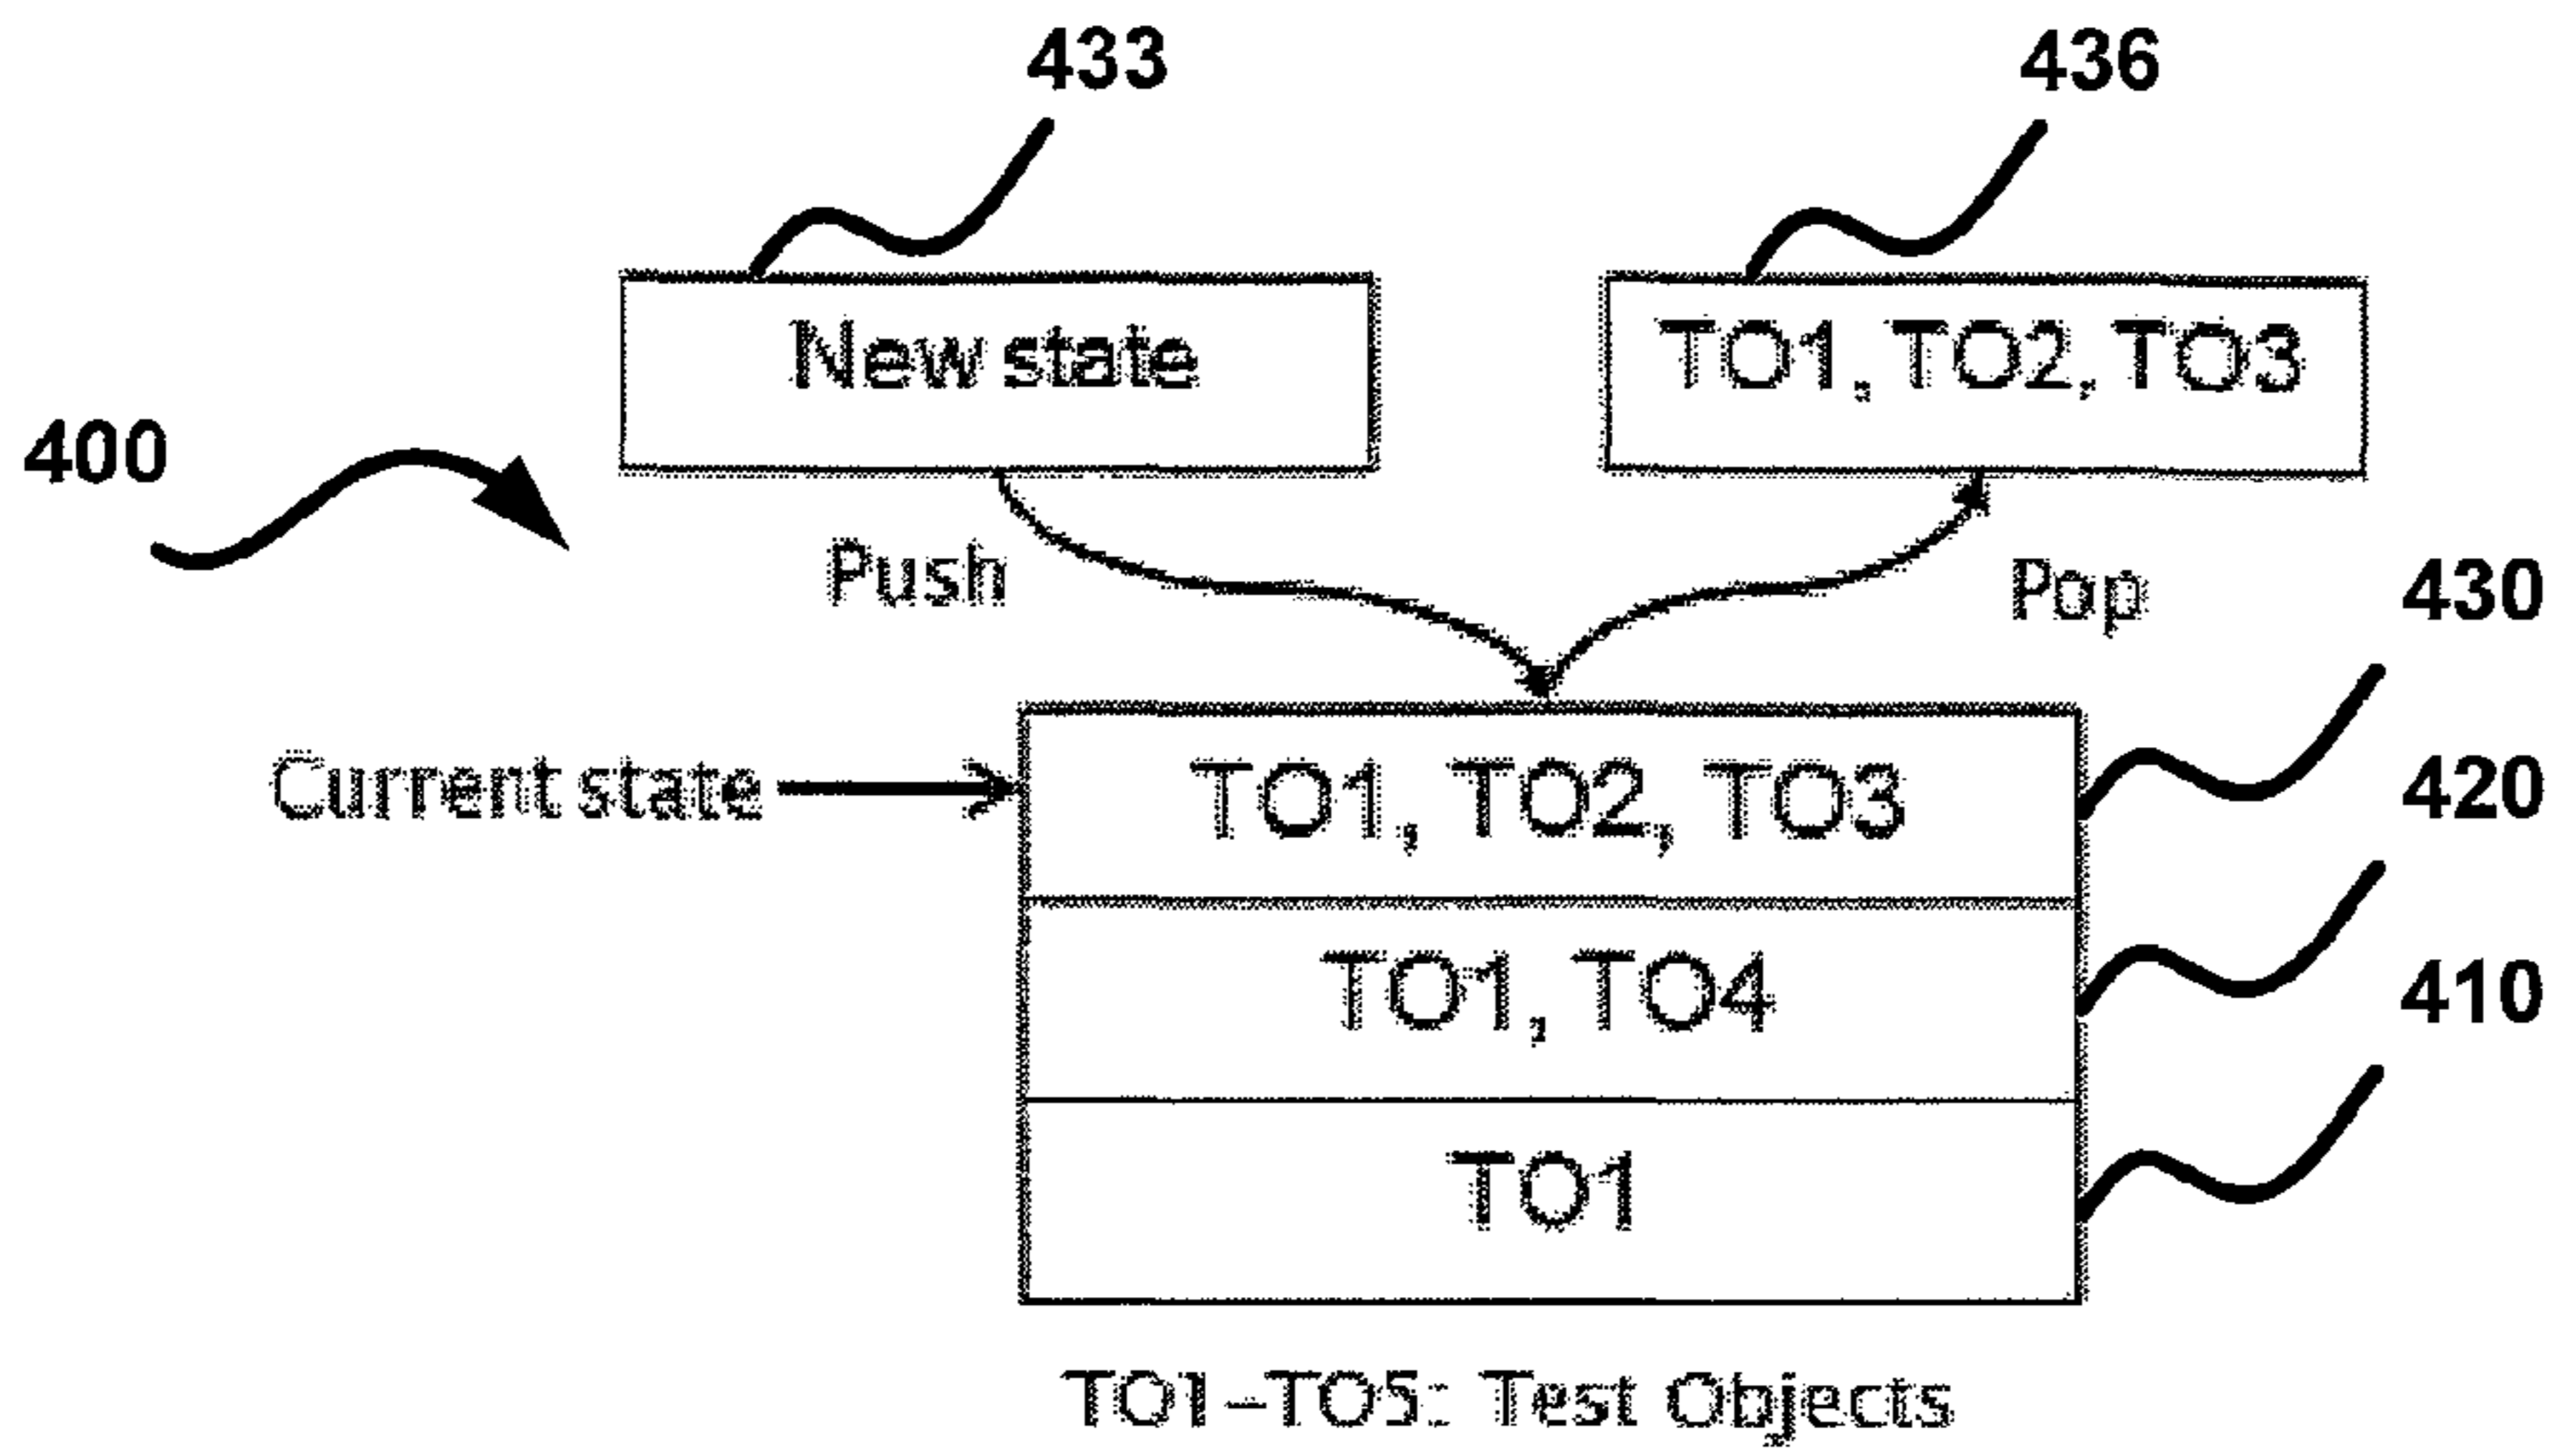 433
436
New state
TO1, TO2, TO3
400
Push
Pop
430
Current state
TO1, TO2, TO3
420
TO1, TO4
410
TO1
TO1–TO5: Test Objects